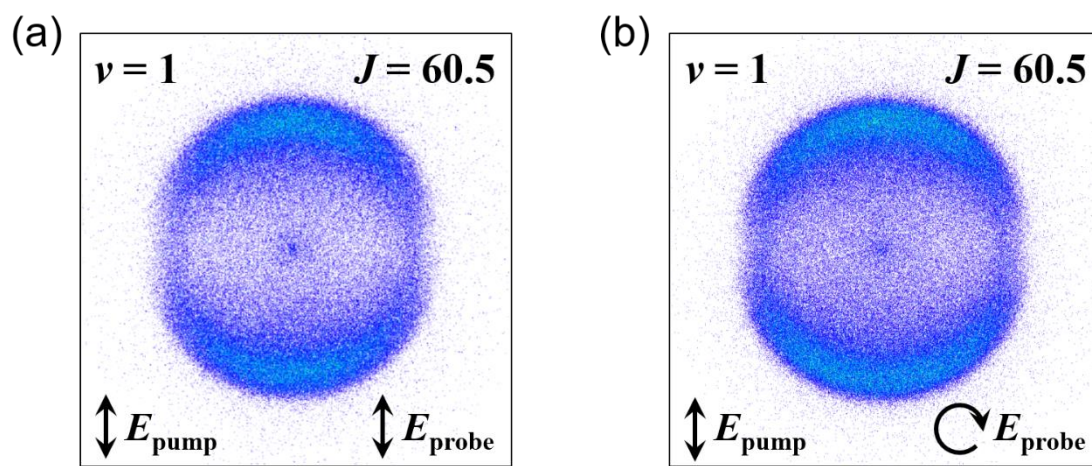 (a)
v = 1 J = 60.5
E_pump E_probe
(b)
v = 1 J = 60.5
E_pump E_probe